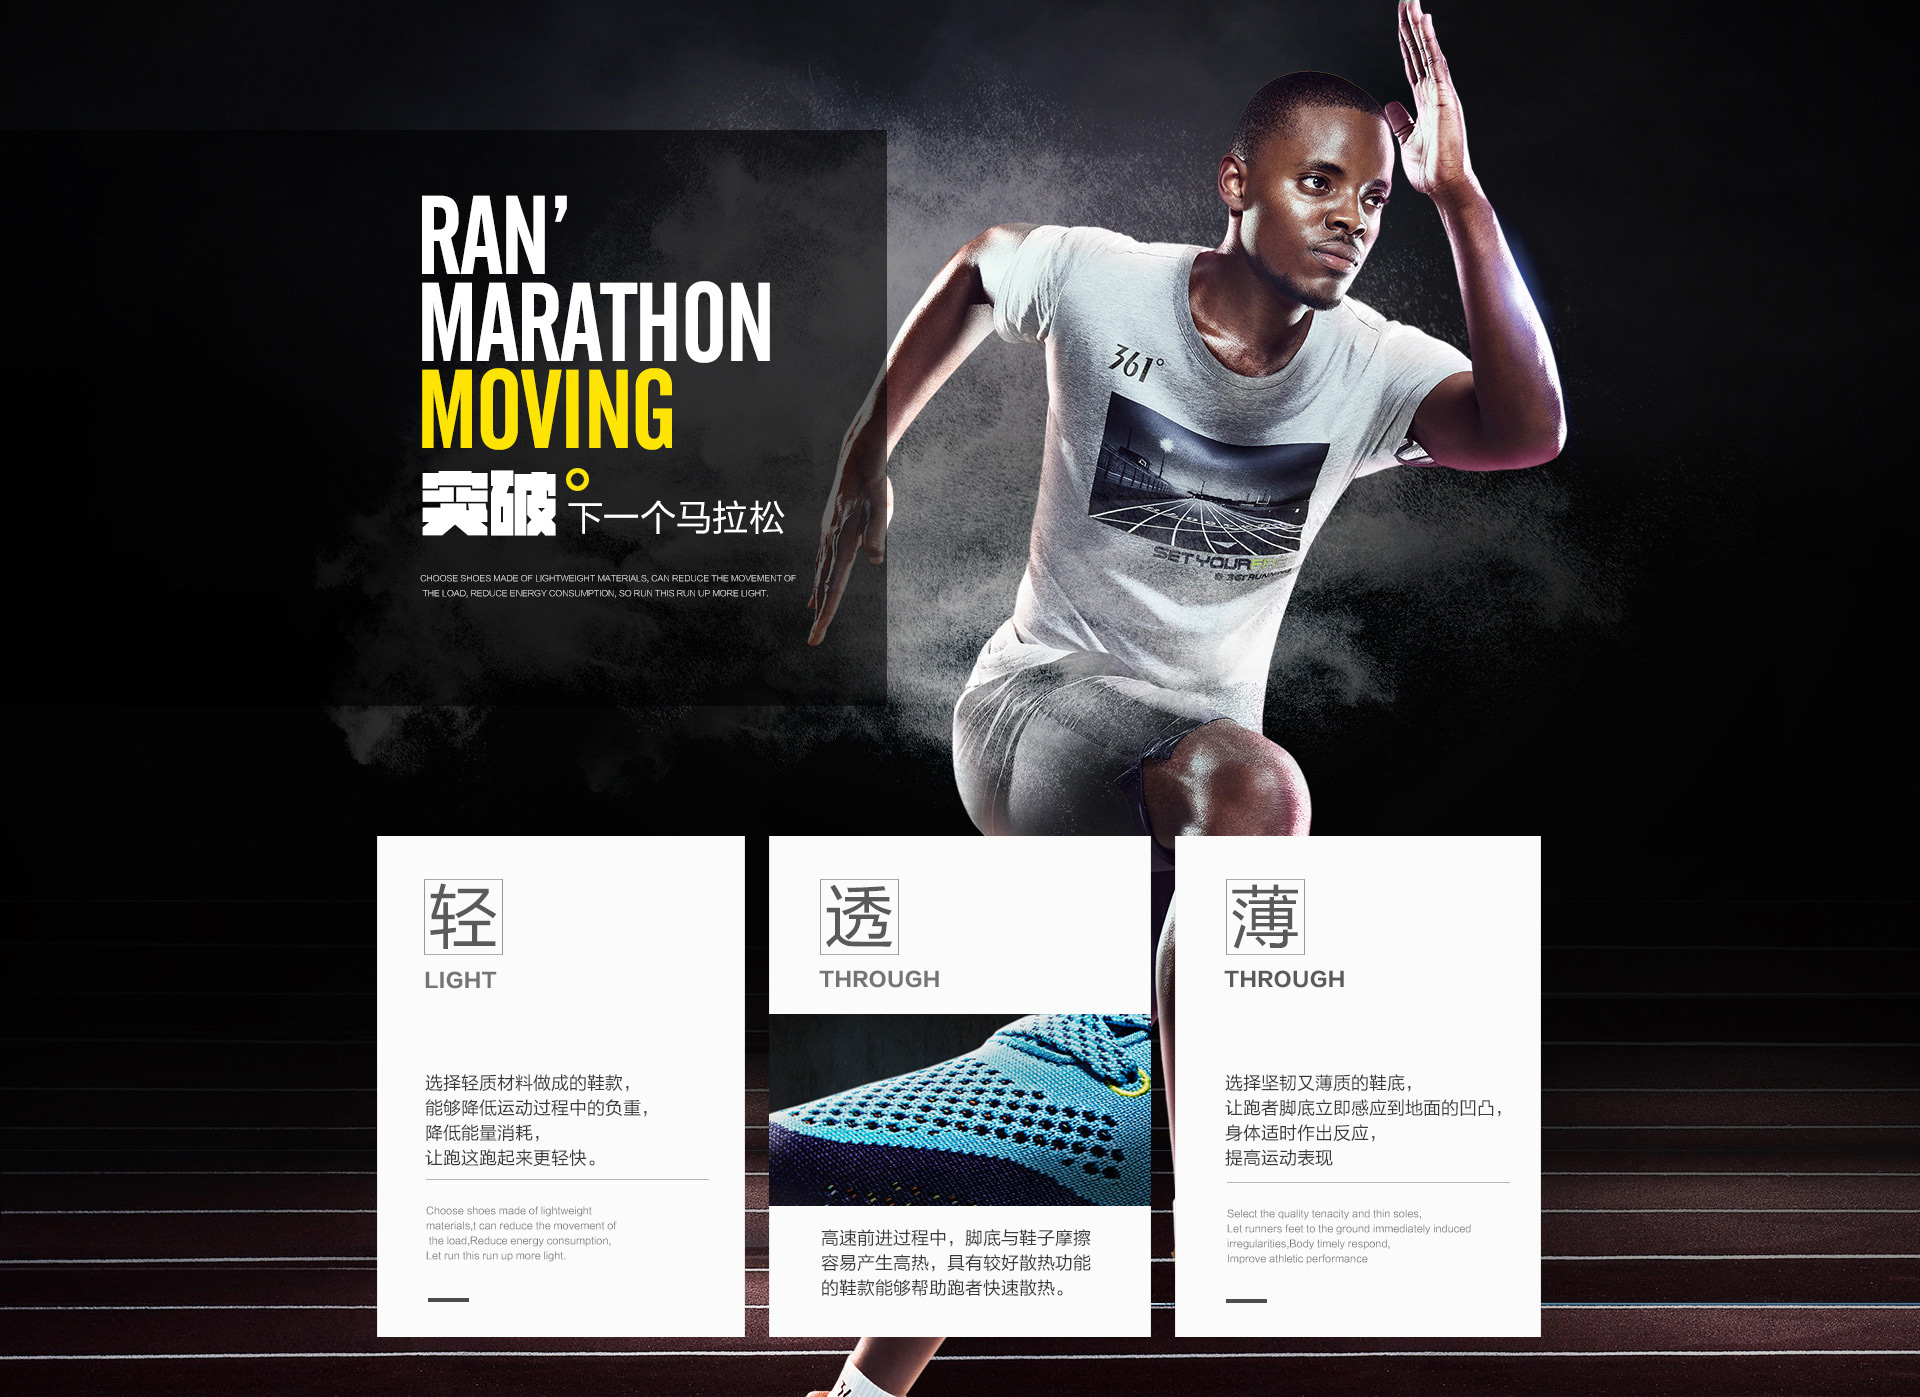 RAN’
MARATHON
MOVING
突破°下一个马拉松
CHOOSE SHOES MADE OF LIGHTWEIGHT MATERIALS, CAN REDUCE THE MOVEMENT OF
THE LOAD, REDUCE ENERGY CONSUMPTION, SO RUN THIS RUN UP MORE LIGHT.
361°
SET YOUR
轻
LIGHT
选择轻质材料做成的鞋款，
能够降低运动过程中的负重，
降低能量消耗，
让跑这跑起来更轻快。
Choose shoes made of lightweight
materials,t can reduce the movement of
the load,Reduce energy consumption,
Let run this run up more light.
透
THROUGH
高速前进过程中，脚底与鞋子摩擦
容易产生高热，具有较好散热功能
的鞋款能够帮助跑者快速散热。
薄
THROUGH
选择坚韧又薄质的鞋底，
让跑者脚底立即感应到地面的凹凸，
身体适时作出反应，
提高运动表现
Select the quality tenacity and thin soles,
Let runners feet to the ground immediately induced
irregularities,Body timely respond,
Improve athletic performance